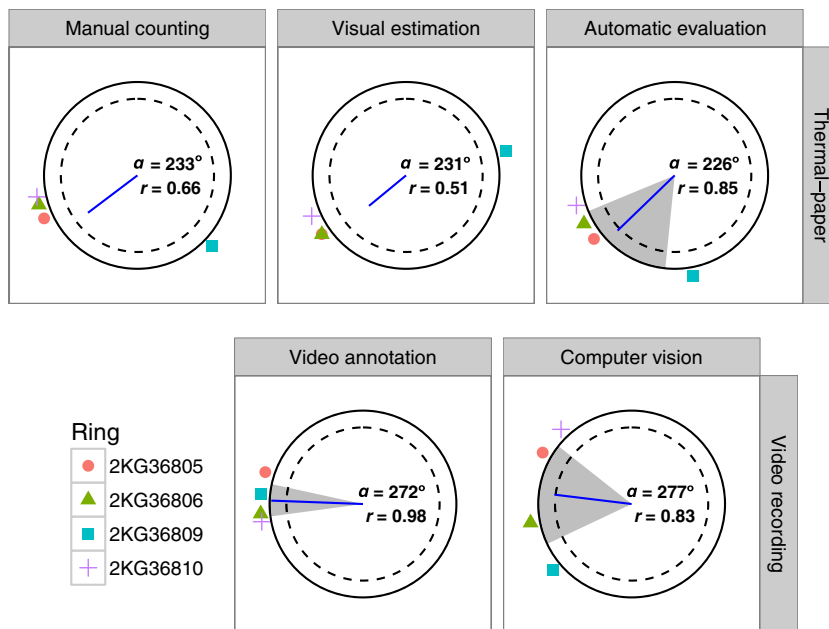 Manual counting
Visual estimation
Automatic evaluation
a = 233°
r = 0.66
a = 231°
r = 0.51
a = 226°
r = 0.85
Thermal−paper
Video annotation
Computer vision
a = 272°
r = 0.98
a = 277°
r = 0.83
Video recording
Ring
2KG36805
2KG36806
2KG36809
2KG36810